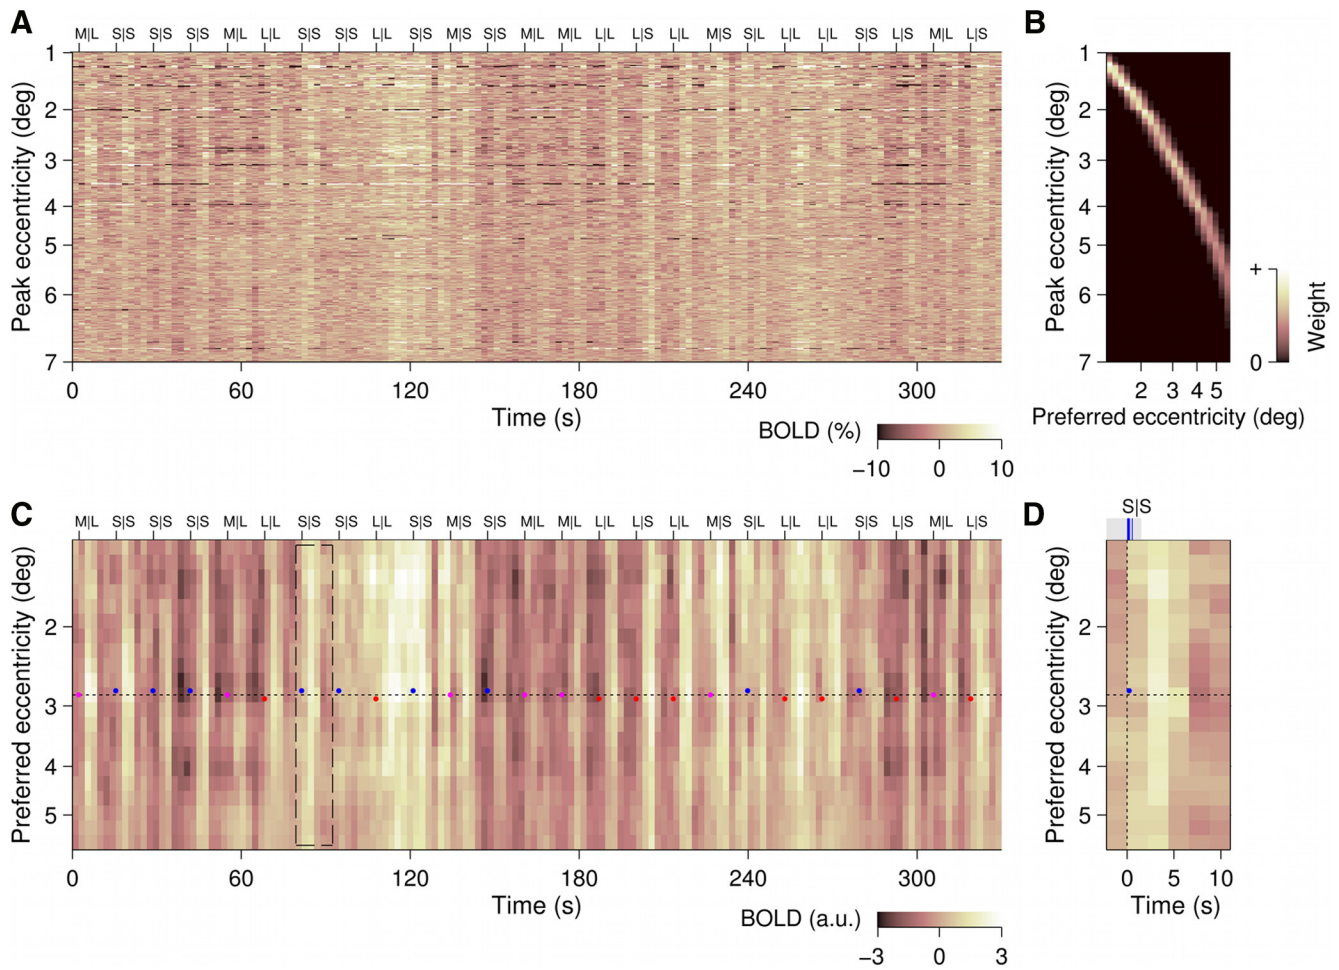 A
M|L S|S S|S S|S M|L L|L S|S S|S L|L S|S M|S S|S M|L M|L L|L L|S L|L M|S S|L L|L L|L S|S L|S M|L L|S
Peak eccentricity (deg)
1
2
3
4
5
6
7
0 60 120 180 240 300
Time (s)
BOLD (%)
−10 0 10
B
Peak eccentricity (deg)
1
2
3
4
5
6
7
2 3 4 5
Preferred eccentricity (deg)
+
0
Weight
C
M|L S|S S|S S|S M|L L|L S|S S|S L|L S|S M|S S|S M|L M|L L|L L|S L|L M|S S|L L|L L|L S|S L|S M|L L|S
Preferred eccentricity (deg)
2
3
4
5
0 60 120 180 240 300
Time (s)
BOLD (a.u.)
−3 0 3
D
S|S
Preferred eccentricity (deg)
2
3
4
5
0 5 10
Time (s)